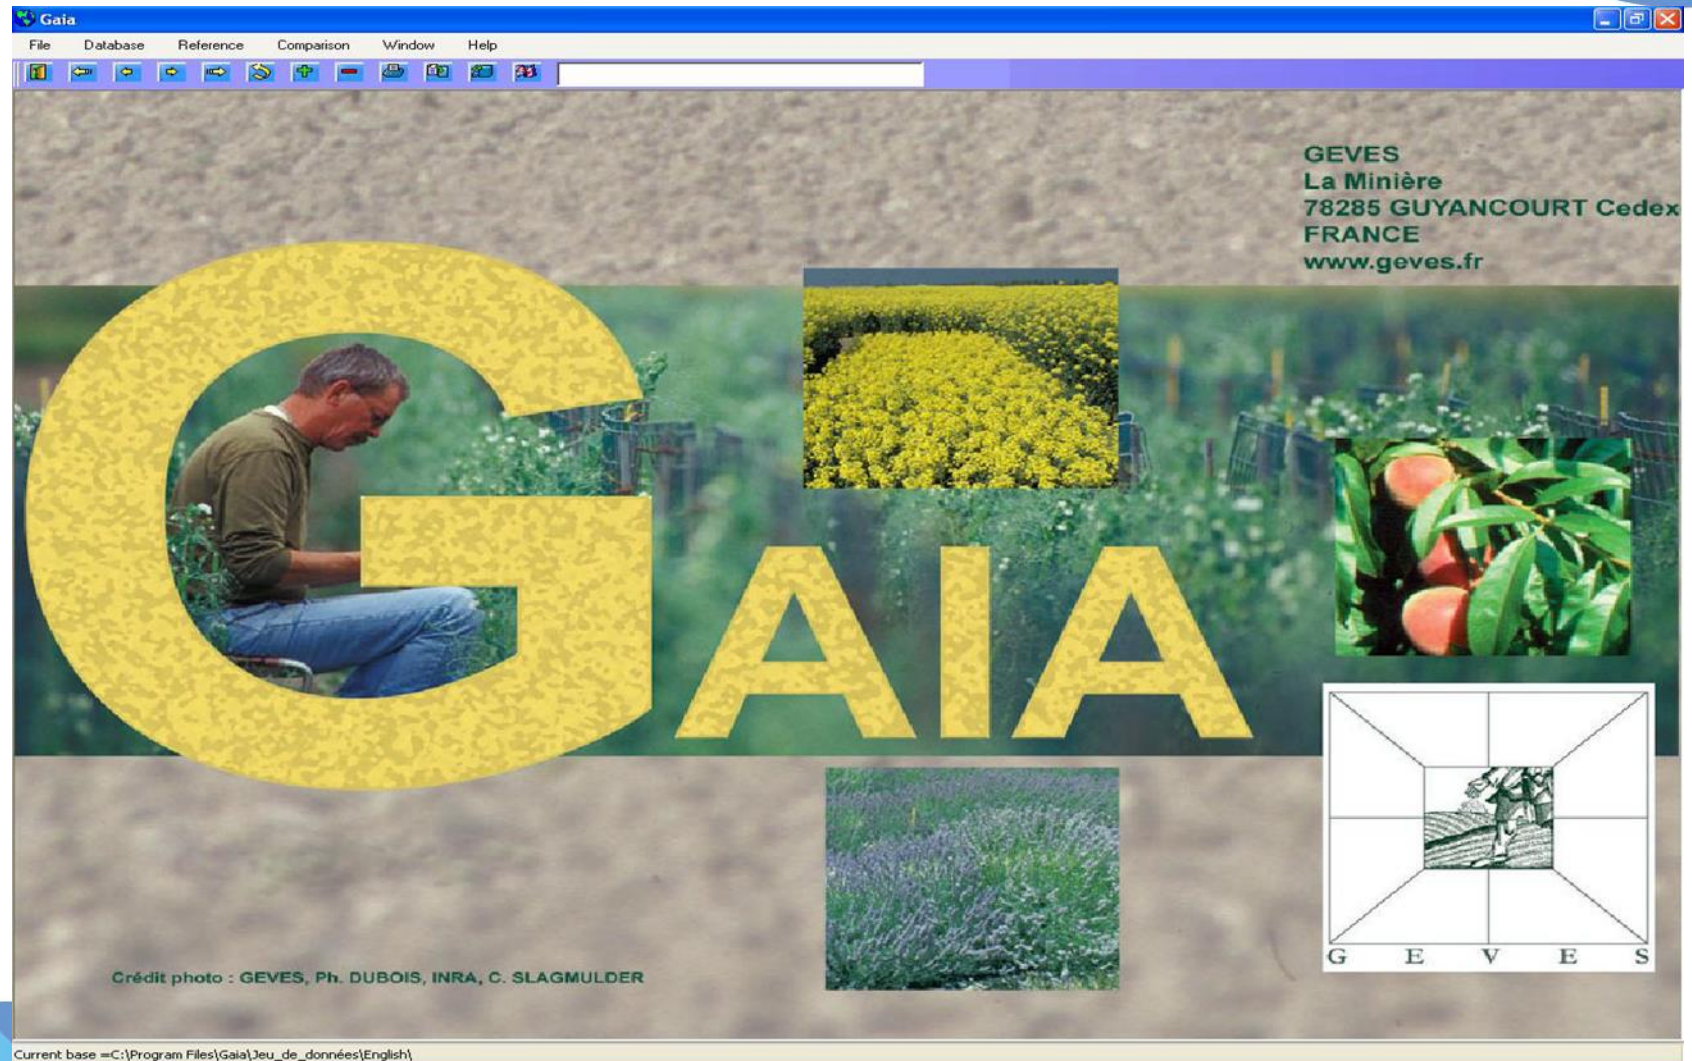 Gaia
File Database Reference Comparison Window Help
GEVES
La Minière
78285 GUYANCOURT Cedex
FRANCE
www.geves.fr
GAIA
G E V E S
Crédit photo : GEVES, Ph. DUBOIS, INRA, C. SLAGMULDER
Current base =C:\Program Files\Gaia\Jeu_de_données\English\